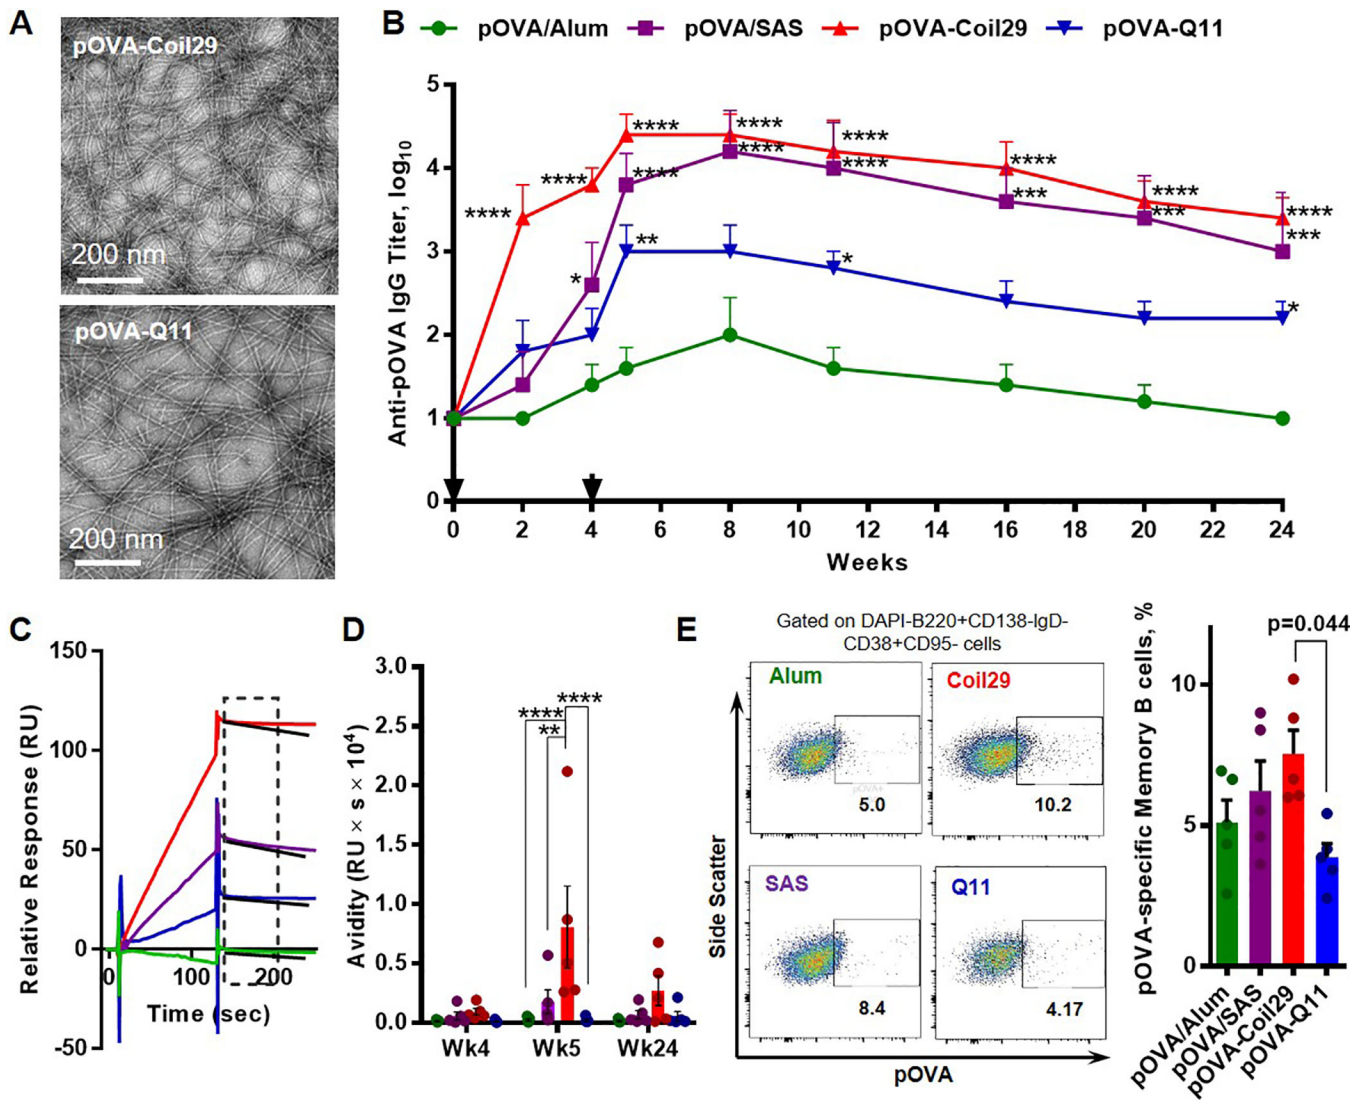 A
pOVA-Coil29
200 nm
pOVA-Q11
200 nm
B
pOVA/Alum pOVA/SAS pOVA-Coil29 pOVA-Q11
Anti-pOVA IgG Titer, log10
5
4
3
2
1
0
**** **** **** **** **** **** **** ****
* **** **** **** *** *** ***
** * *
0 2 4 6 8 10 12 14 16 18 20 22 24
Weeks
C
Relative Response (RU)
150
100
50
0
-50
100 200
Time (sec)
D
Avidity (RU × s × 10^4)
3.0
2.5
2.0
1.5
1.0
0.5
0.0
****
****
**
Wk4 Wk5 Wk24
E
Gated on DAPI-B220+CD138-IgD-
CD38+CD95- cells
Alum
pOVA+
5.0
Coil29
10.2
SAS
8.4
Q11
4.17
Side Scatter
pOVA
pOVA-specific Memory B cells, %
p=0.044
10
5
0
pOVA/Alum
pOVA/SAS
pOVA-Coil29
pOVA-Q11